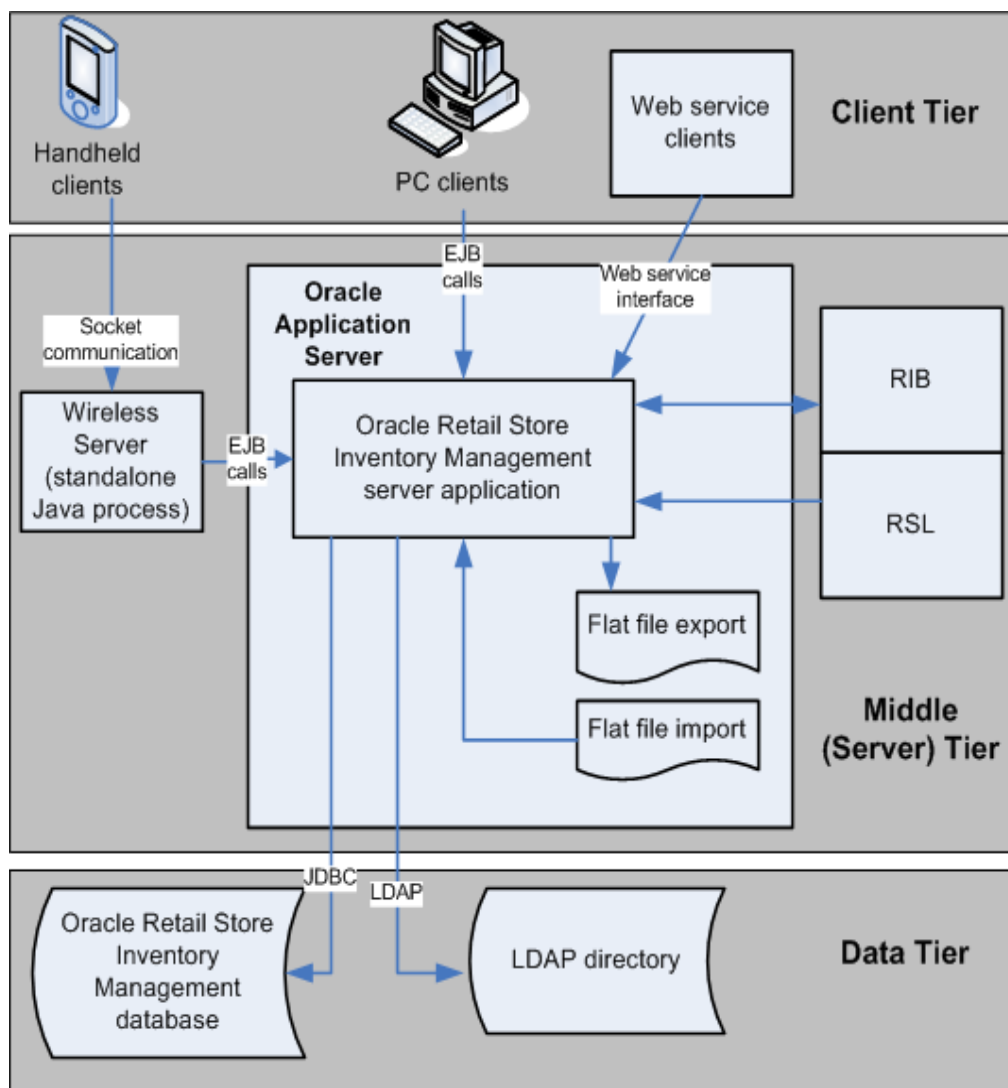 Handheld
clients
PC clients
Web service
clients
Client Tier
EJB
calls
Web service
interface
Socket
communication
Oracle
Application
Server
Wireless
Server
(standalone
Java process)
EJB
calls
Oracle Retail Store
Inventory Management
server application
RIB
RSL
Flat file export
Flat file import
Middle
(Server) Tier
JDBC
LDAP
Oracle Retail Store
Inventory
Management
database
LDAP directory
Data Tier